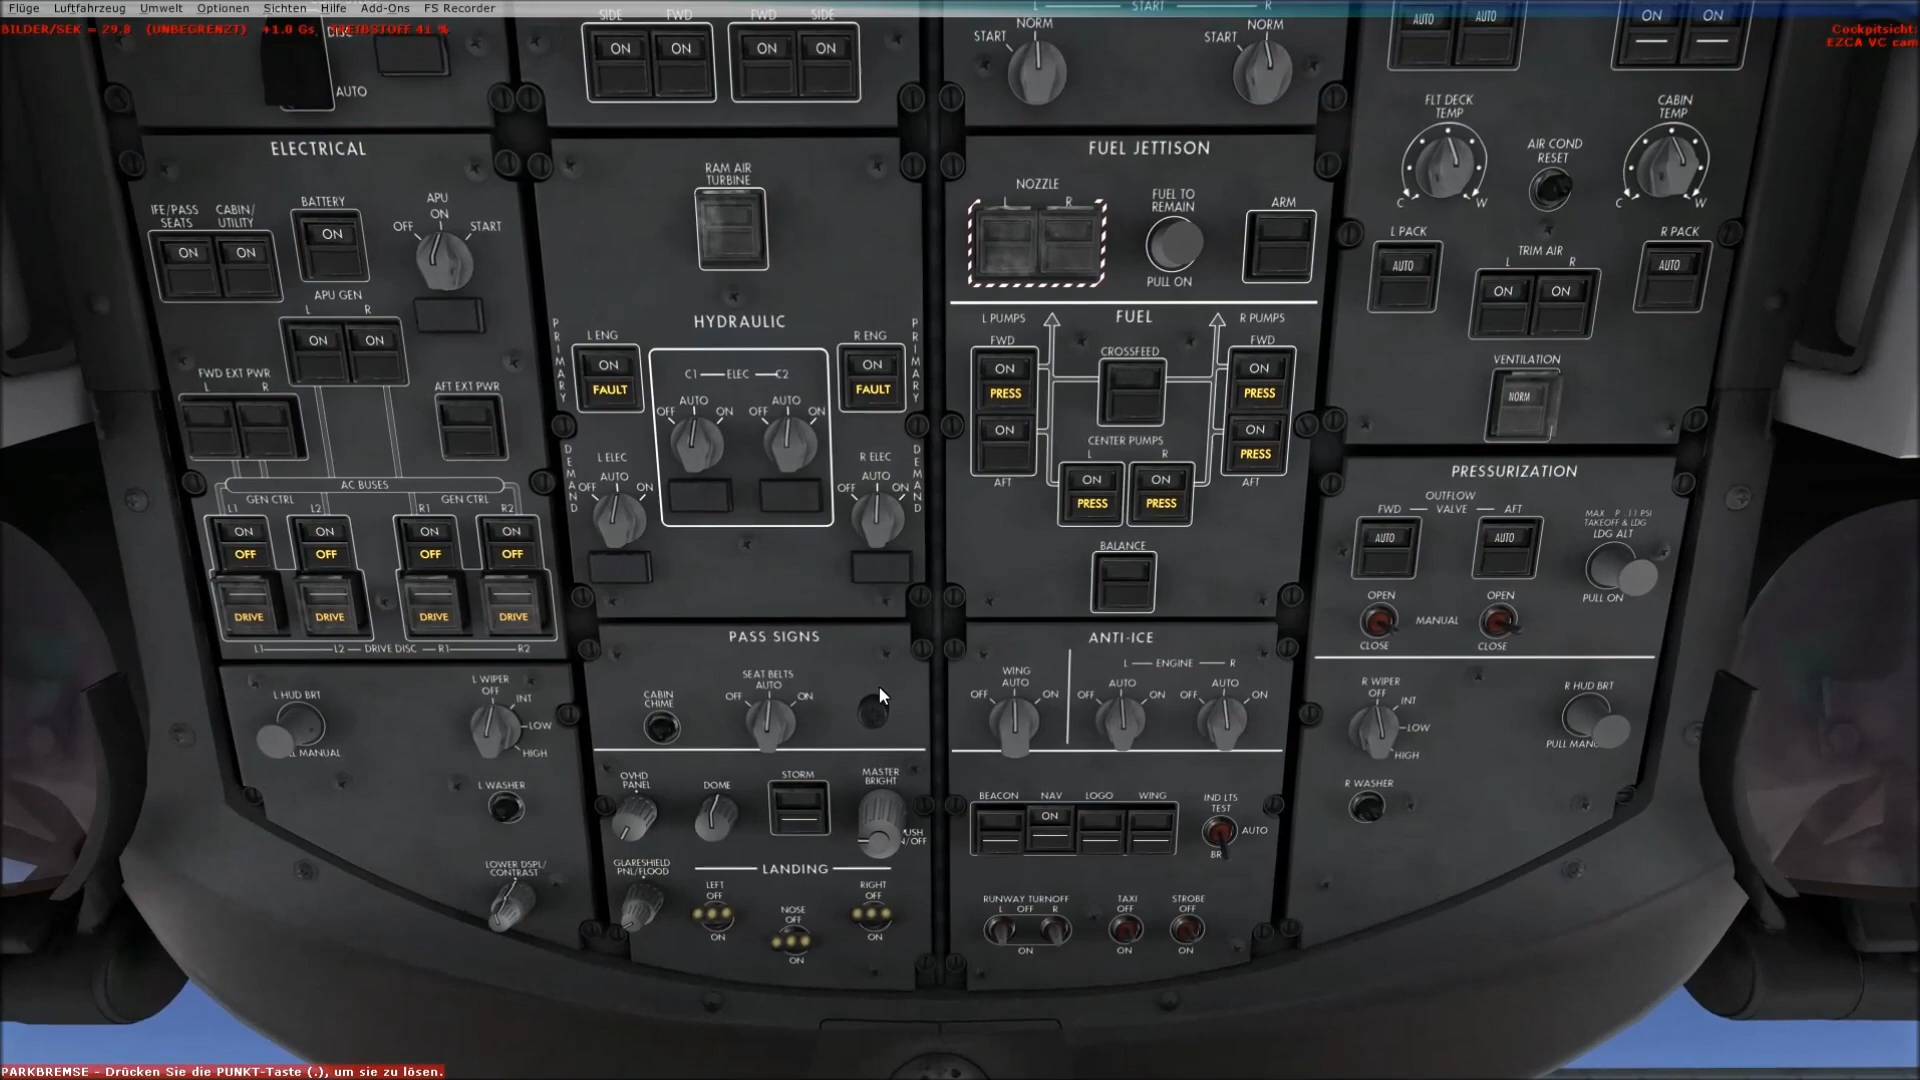 Flüge Luftfahrzeug Umwelt Optionen Sichten Hilfe Add-Ons FS Recorder
BILDER/SEK = 29.8 (UNBEGRENZT) +1.0 Gs, TREIBSTOFF 41 %
Cockpitsicht:
EZCA VC cam
DISC
AUTO
SIDE FWD FWD SIDE
ON ON ON ON
L START R
NORM NORM
START START
AUTO AUTO
ON ON
ELECTRICAL
IFE/PASS SEATS
CABIN/ UTILITY
ON ON
BATTERY
ON
APU
ON
OFF START
APU GEN
L R
ON ON
FWD EXT PWR
L R
AFT EXT PWR
AC BUSES
GEN CTRL GEN CTRL
L1 L2 R1 R2
ON ON ON ON
OFF OFF OFF OFF
DRIVE DRIVE DRIVE DRIVE
L1 L2 DRIVE DISC R1 R2
RAM AIR
TURBINE
HYDRAULIC
PRIMARY PRIMARY
L ENG
ON
FAULT
R ENG
ON
FAULT
C1 ELEC C2
AUTO AUTO
OFF ON OFF ON
DEMAND DEMAND
L ELEC
AUTO
OFF ON
R ELEC
AUTO
OFF ON
FUEL JETTISON
NOZZLE
L R
FUEL TO
REMAIN
PULL ON
ARM
L PUMPS FUEL R PUMPS
FWD FWD
CROSSFEED
ON ON
PRESS PRESS
ON ON
PRESS
AFT AFT
CENTER PUMPS
L R
ON ON
PRESS PRESS
BALANCE
FLT DECK
TEMP
C W
AIR COND
RESET
CABIN
TEMP
C W
L PACK
AUTO
TRIM AIR
L R
ON ON
R PACK
AUTO
VENTILATION
NORM
PRESSURIZATION
OUTFLOW
FWD VALVE AFT
AUTO AUTO
MAX P .11 PSI
TAKEOFF & LDG
LDG ALT
PULL ON
OPEN OPEN
MANUAL
CLOSE CLOSE
L HUD BRT
MANUAL
L WIPER
OFF
INT
LOW
HIGH
L WASHER
LOWER DSPL/
CONTRAST
PASS SIGNS
CABIN
CHIME
SEAT BELTS
AUTO
OFF ON
OVHD
PANEL
DOME
STORM
MASTER
BRIGHT
GLARESHIELD
PNL/FLOOD
LANDING
LEFT
OFF
ON
NOSE
OFF
ON
RIGHT
OFF
ON
ANTI-ICE
WING
AUTO
OFF ON
L ENGINE R
AUTO AUTO
OFF ON OFF ON
BEACON NAV LOGO WING
ON
IND LTS
TEST
AUTO
BR
RUNWAY TURNOFF
L OFF R
ON
TAXI
OFF
ON
STROBE
OFF
ON
R WIPER
OFF
INT
LOW
HIGH
R WASHER
R HUD BRT
PARKBREMSE - Drücken Sie die PUNKT-Taste (.), um sie zu lösen.